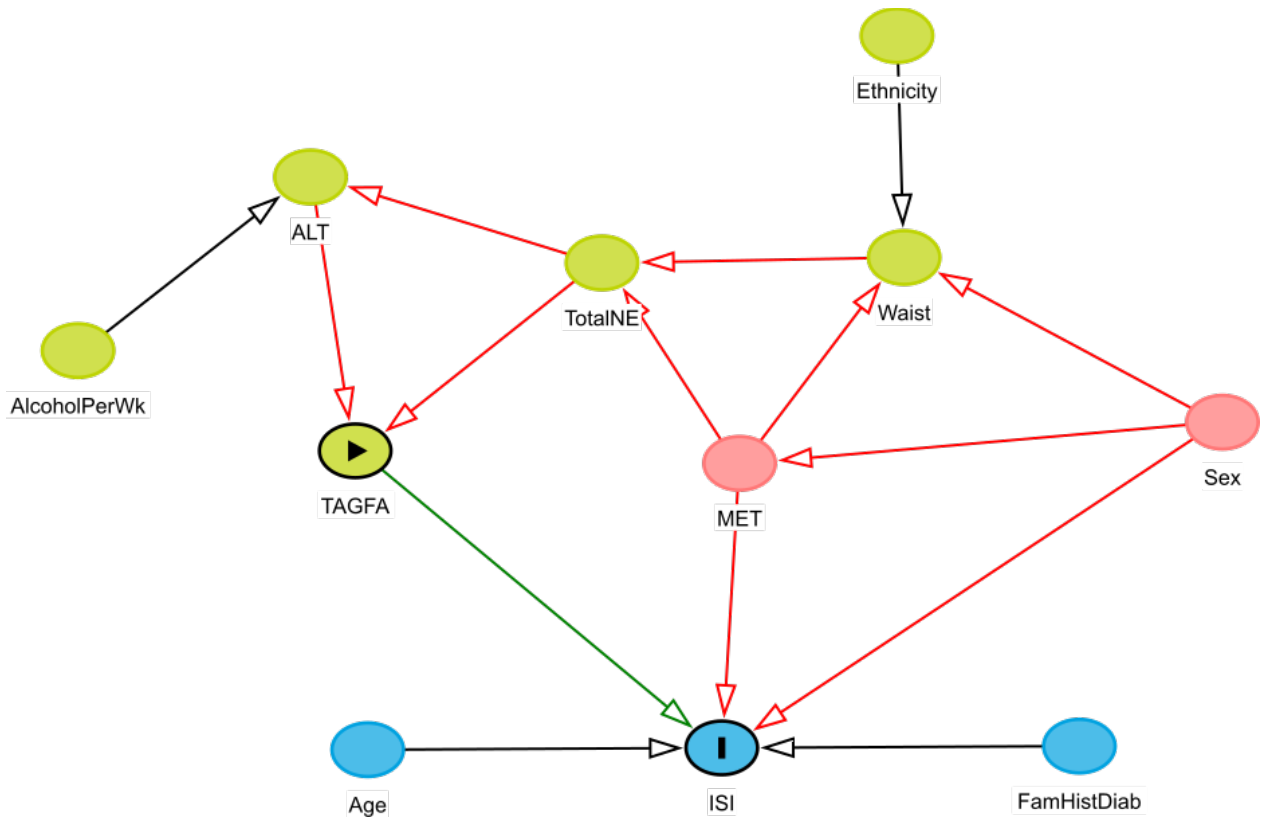 Ethnicity
ALT
TotalNE
Waist
AlcoholPerWk
Sex
TAGFA
MET
Age
ISI
FamHistDiab